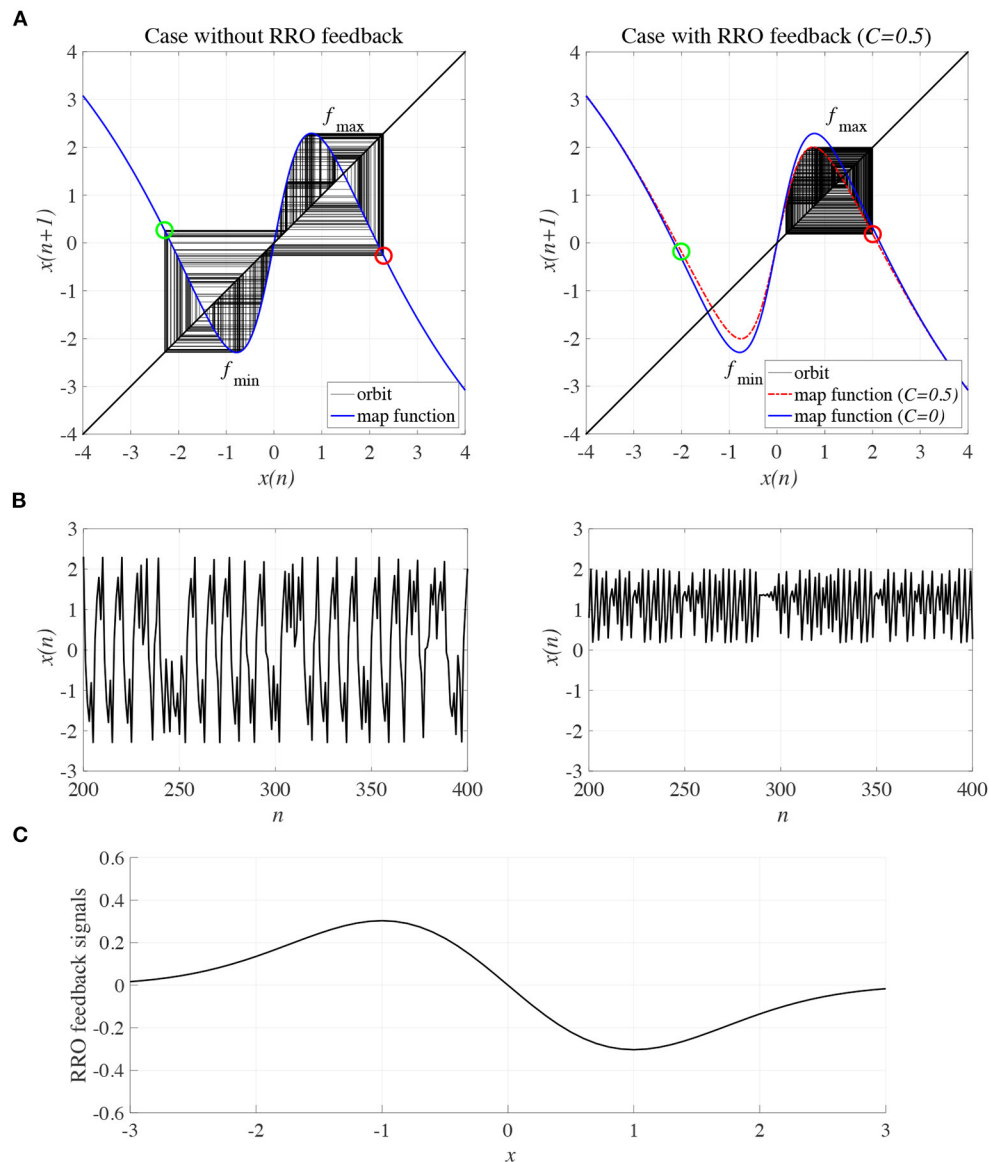 A
Case without RRO feedback
Case with RRO feedback (C=0.5)
4
3
2
1
0
-1
-2
-3
-4
x(n+1)
f max
f min
orbit
map function
-4 -3 -2 -1 0 1 2 3 4
x(n)
4
3
2
1
0
-1
-2
-3
-4
x(n+1)
f max
f min
orbit
map function (C=0.5)
map function (C=0)
-4 -3 -2 -1 0 1 2 3 4
x(n)
B
3
2
1
0
-1
-2
-3
x(n)
200 250 300 350 400
n
3
2
1
0
-1
-2
-3
x(n)
200 250 300 350 400
n
C
0.6
0.4
0.2
0
-0.2
-0.4
-0.6
RRO feedback signals
-3 -2 -1 0 1 2 3
x